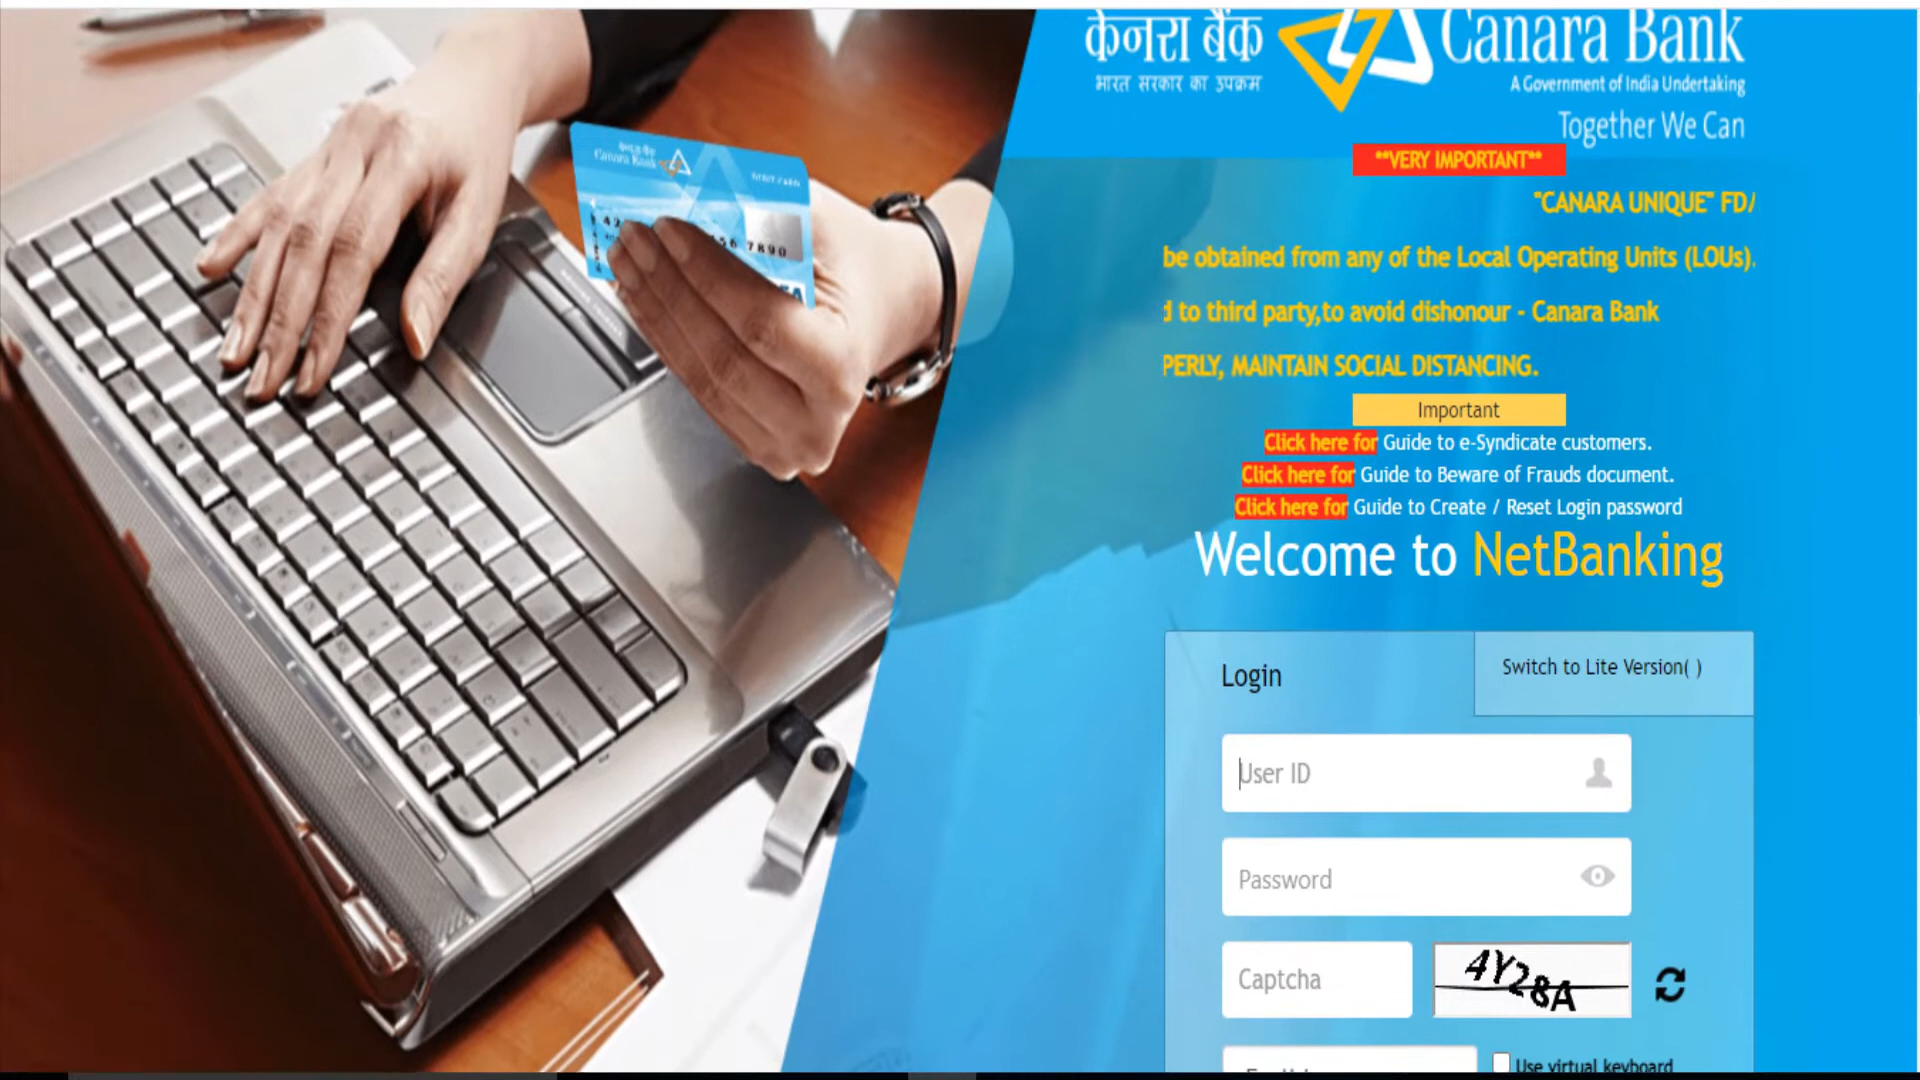 केनरा बैंक
भारत सरकार का उपक्रम
Canara Bank
A Government of India Undertaking
Together We Can
Canara Bank
56 7890
**VERY IMPORTANT**
"CANARA UNIQUE" FD/
be obtained from any of the Local Operating Units (LOUs).
to third party,to avoid dishonour - Canara Bank
PERLY, MAINTAIN SOCIAL DISTANCING.
Important
Click here for Guide to e-Syndicate customers.
Click here for Guide to Beware of Frauds document.
Click here for Guide to Create / Reset Login password
Welcome to NetBanking
Login
Switch to Lite Version( )
User ID
Password
Captcha
4Y28A
Use virtual keyboard